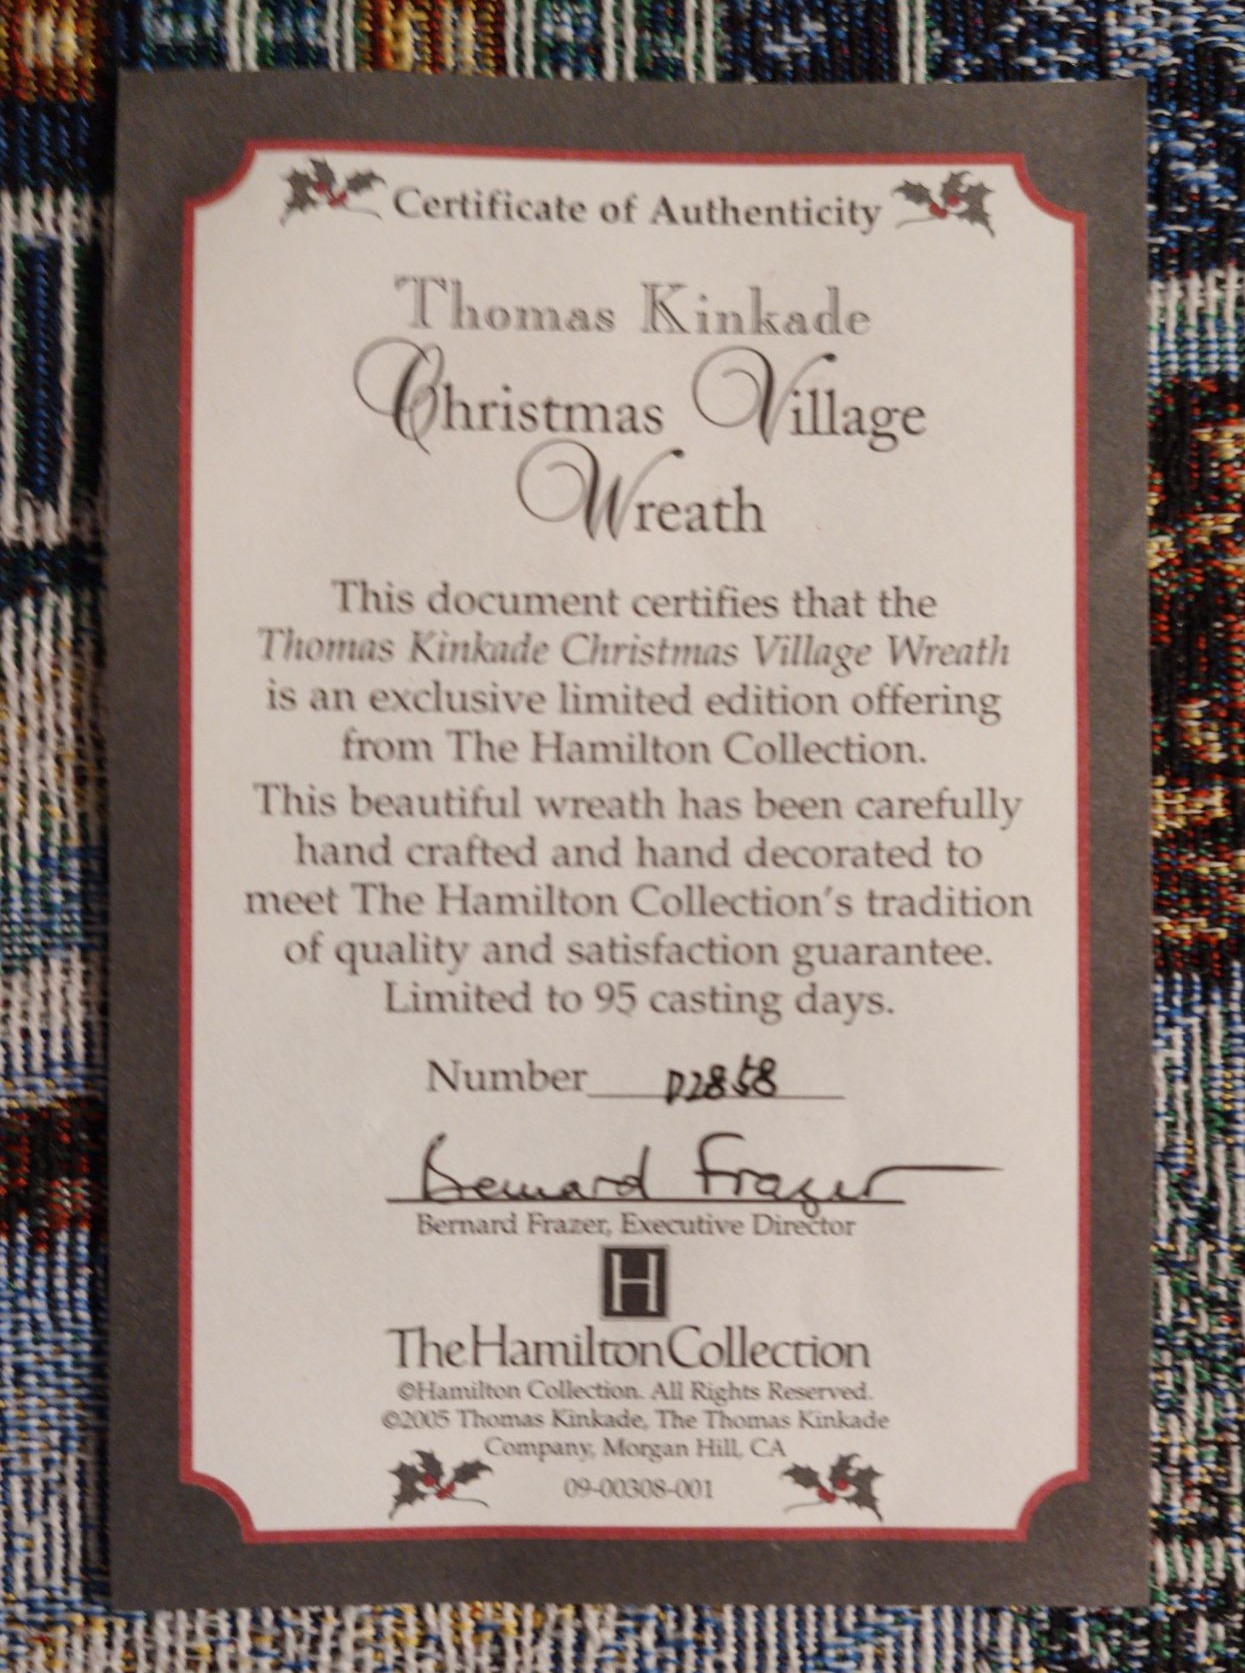 Certificate of Authenticity
Thomas Kinkade
Christmas Village
Wreath
This document certifies that the
Thomas Kinkade Christmas Village Wreath
is an exclusive limited edition offering
from The Hamilton Collection.
This beautiful wreath has been carefully
hand crafted and hand decorated to
meet The Hamilton Collection's tradition
of quality and satisfaction guarantee.
Limited to 95 casting days.
Number D2858
Bernard Frazer
Bernard Frazer, Executive Director
H
The Hamilton Collection
©Hamilton Collection. All Rights Reserved.
©2005 Thomas Kinkade, The Thomas Kinkade
Company, Morgan Hill, CA
09-00308-001